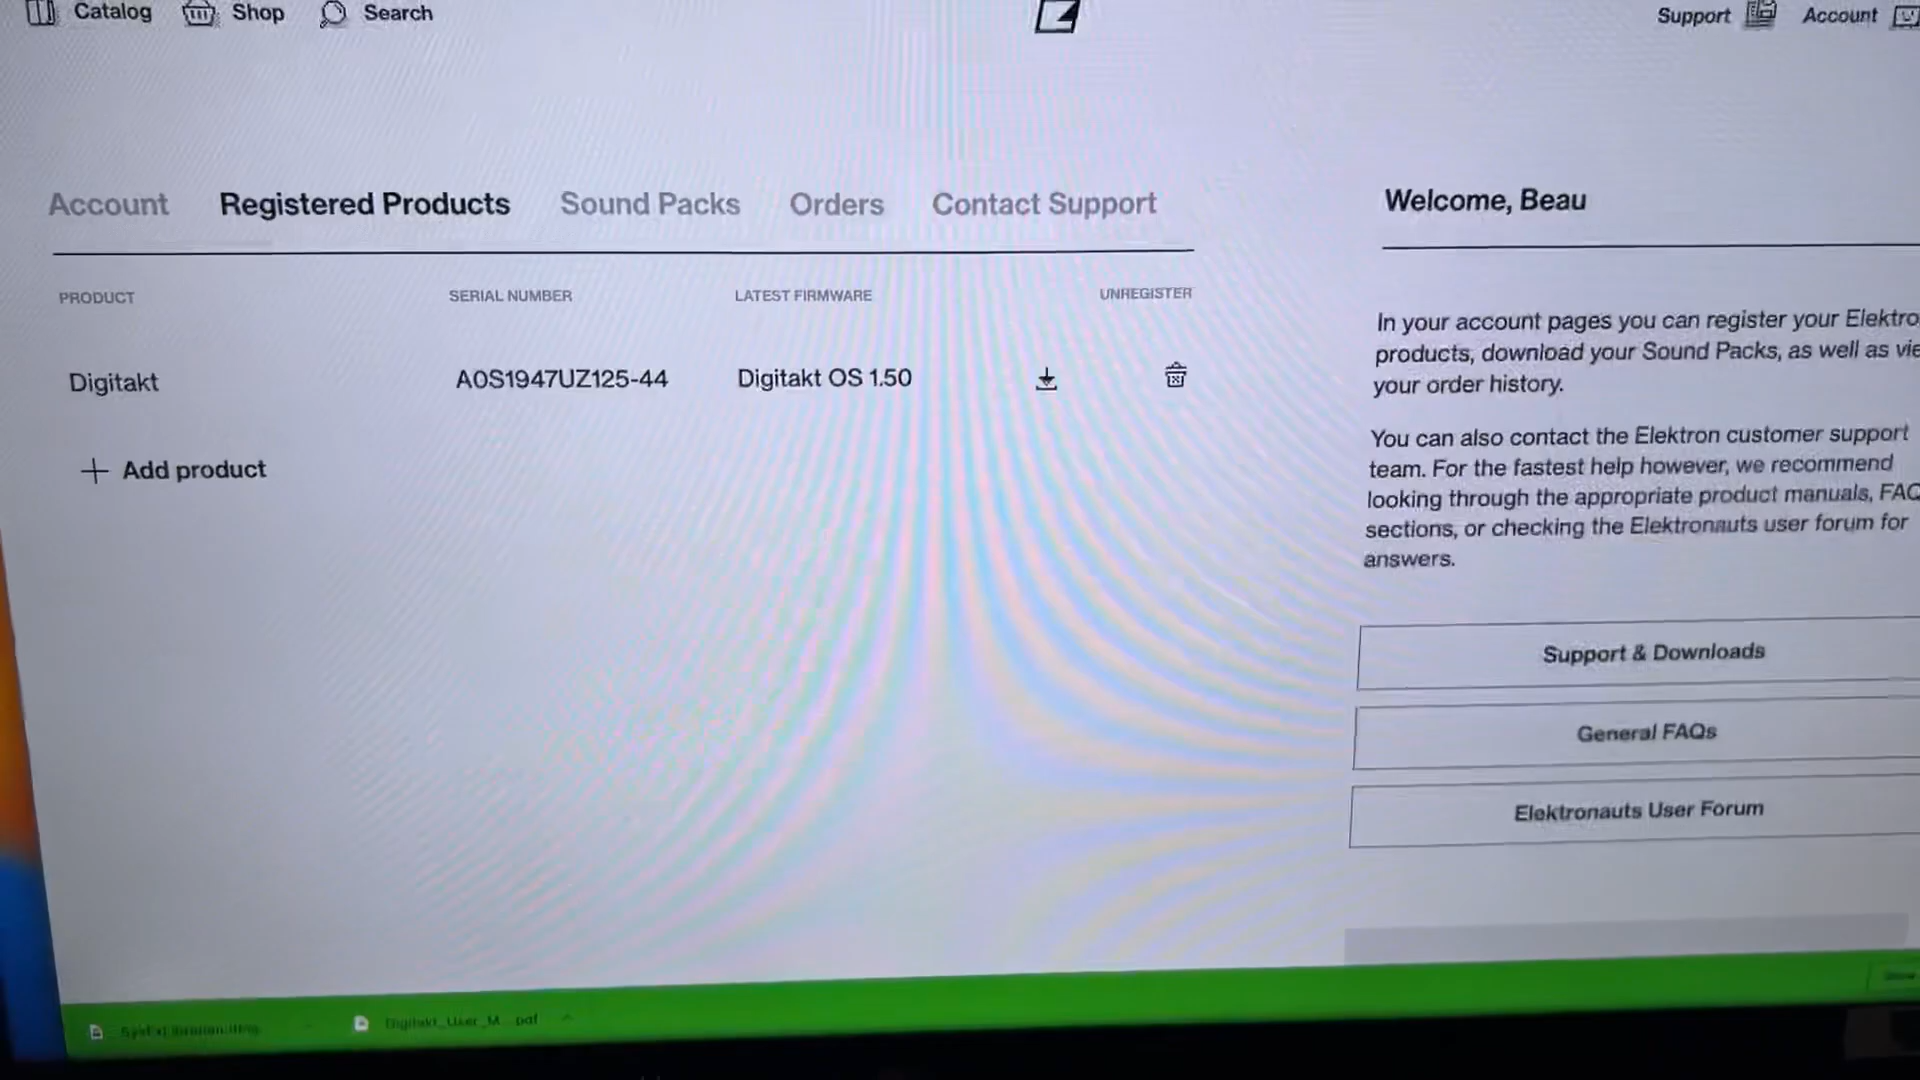 Catalog Shop Search Support Account
Account Registered Products Sound Packs Orders Contact Support
PRODUCT SERIAL NUMBER LATEST FIRMWARE UNREGISTER
Digitakt A0S1947UZ125-44 Digitakt OS 1.50
Add product
Welcome, Beau
In your account pages you can register your Elektro
products, download your Sound Packs, as well as vie
your order history.
You can also contact the Elektron customer support
team. For the fastest help however, we recommend
looking through the appropriate product manuals, FAQ
sections, or checking the Elektronauts user forum for
answers.
Support & Downloads
General FAQs
Elektronauts User Forum
Digitakt_User_M...pdf